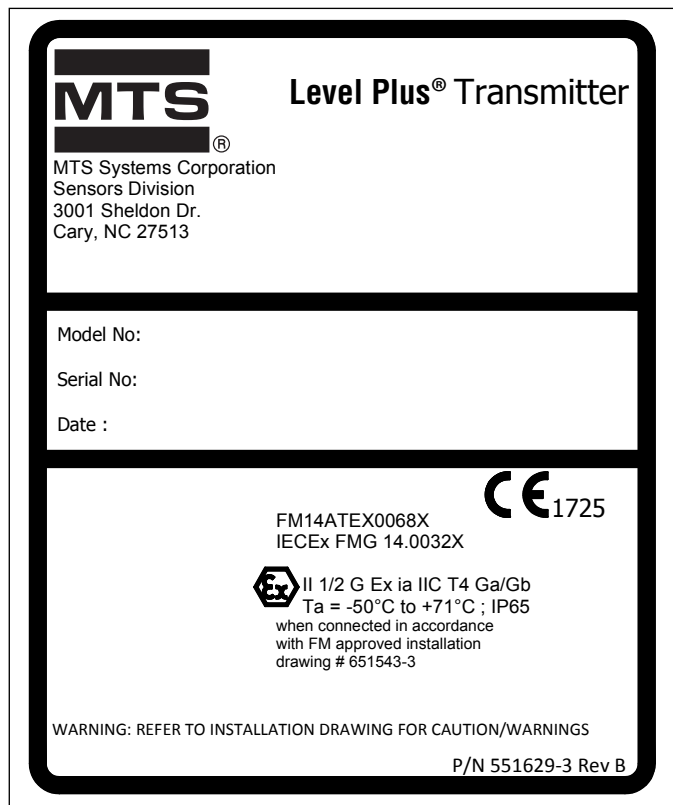 MTS®
Level Plus® Transmitter
MTS Systems Corporation
Sensors Division
3001 Sheldon Dr.
Cary, NC 27513
Model No:
Serial No:
Date :
CE 1725
FM14ATEX0068X
IECEx FMG 14.0032X
Ex II 1/2 G Ex ia IIC T4 Ga/Gb
Ta = -50°C to +71°C ; IP65
when connected in accordance
with FM approved installation
drawing # 651543-3
WARNING: REFER TO INSTALLATION DRAWING FOR CAUTION/WARNINGS
P/N 551629-3 Rev B